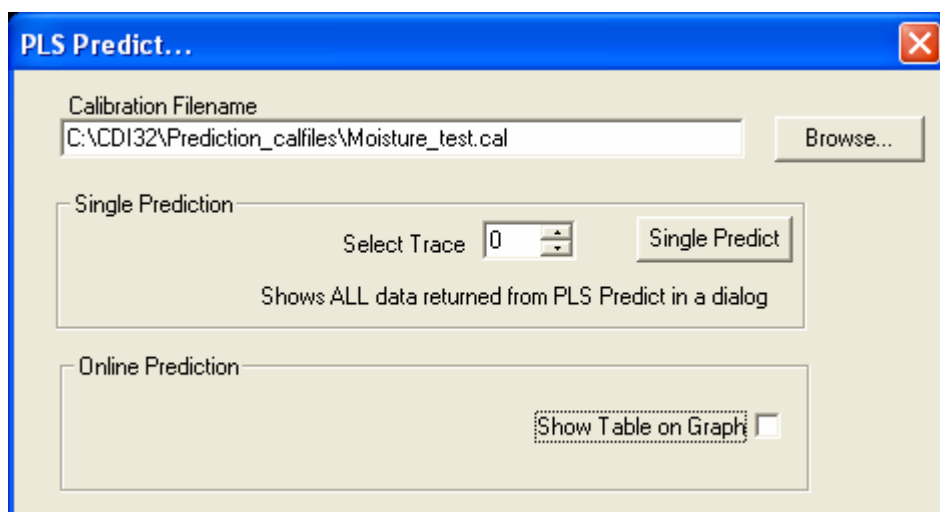 PLS Predict...
Calibration Filename
C:\CDI32\Prediction_calfiles\Moisture_test.cal
Browse...
Single Prediction
Select Trace 0 Single Predict
Shows ALL data returned from PLS Predict in a dialog
Online Prediction
Show Table on Graph